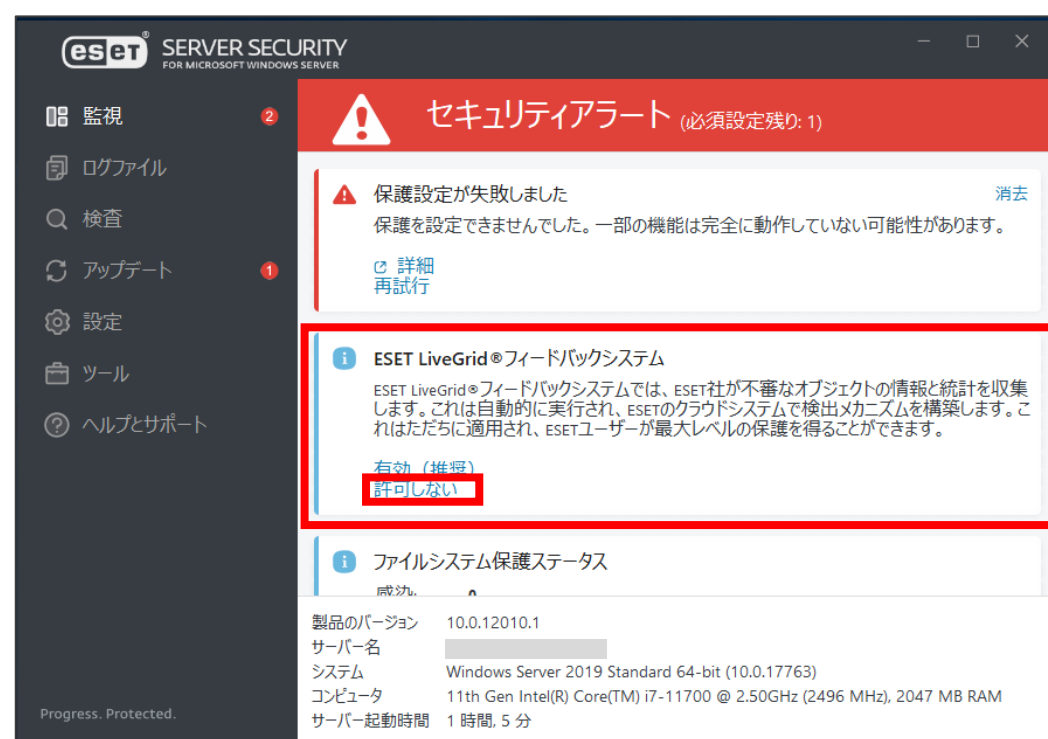 eset® SERVER SECURITY
FOR MICROSOFT WINDOWS SERVER
監視 2
ログファイル
検査
アップデート 1
設定
ツール
ヘルプとサポート
Progress. Protected.
セキュリティアラート (必須設定残り: 1)
保護設定が失敗しました 消去
保護を設定できませんでした。一部の機能は完全に動作していない可能性があります。
詳細
再試行
ESET LiveGrid®フィードバックシステム
ESET LiveGrid®フィードバックシステムでは、ESET社が不審なオブジェクトの情報と統計を収集
します。これは自動的に実行され、ESETのクラウドシステムで検出メカニズムを構築します。こ
れはただちに適用され、ESETユーザーが最大レベルの保護を得ることができます。
有効（推奨）
許可しない
ファイルシステム保護ステータス
感染: 0
製品のバージョン 10.0.12010.1
サーバー名
システム Windows Server 2019 Standard 64-bit (10.0.17763)
コンピュータ 11th Gen Intel(R) Core(TM) i7-11700 @ 2.50GHz (2496 MHz), 2047 MB RAM
サーバー起動時間 1 時間, 5 分